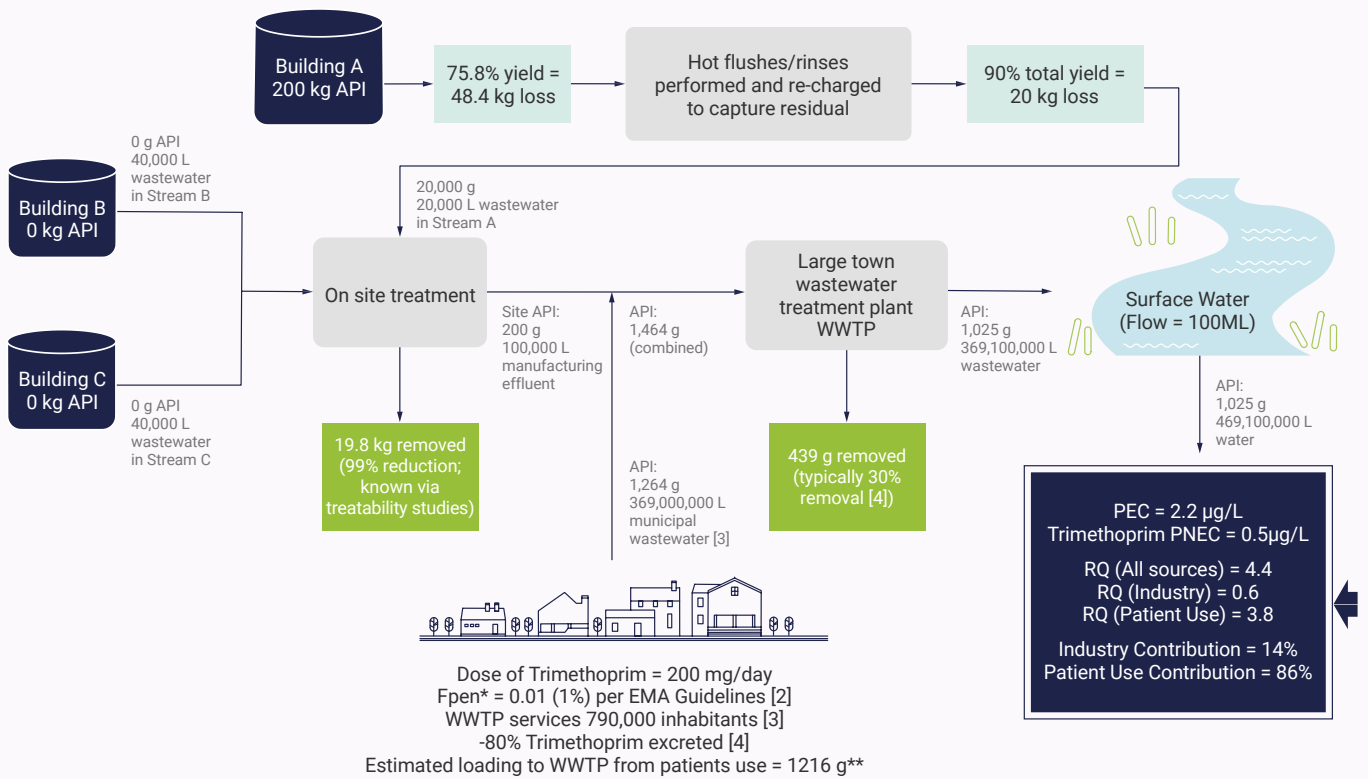 Building A
200 kg API
75.8% yield =
48.4 kg loss
Hot flushes/rinses
performed and re-charged
to capture residual
90% total yield =
20 kg loss
0 g API
40,000 L
wastewater
in Stream B
Building B
0 kg API
20,000 g
20,000 L wastewater
in Stream A
On site treatment
Building C
0 kg API
0 g API
40,000 L
wastewater
in Stream C
19.8 kg removed
(99% reduction;
known via
treatability studies)
Site API:
200 g
100,000 L
manufacturing
effluent
API:
1,464 g
(combined)
API:
1,264 g
369,000,000 L
municipal
wastewater [3]
Large town
wastewater
treatment plant
WWTP
439 g removed
(typically 30%
removal [4])
API:
1,025 g
369,100,000 L
wastewater
Surface Water
(Flow = 100ML)
API:
1,025 g
469,100,000 L
water
PEC = 2.2 µg/L
Trimethoprim PNEC = 0.5µg/L
RQ (All sources) = 4.4
RQ (Industry) = 0.6
RQ (Patient Use) = 3.8
Industry Contribution = 14%
Patient Use Contribution = 86%
Dose of Trimethoprim = 200 mg/day
Fpen* = 0.01 (1%) per EMA Guidelines [2]
WWTP services 790,000 inhabitants [3]
-80% Trimethoprim excreted [4]
Estimated loading to WWTP from patients use = 1216 g**